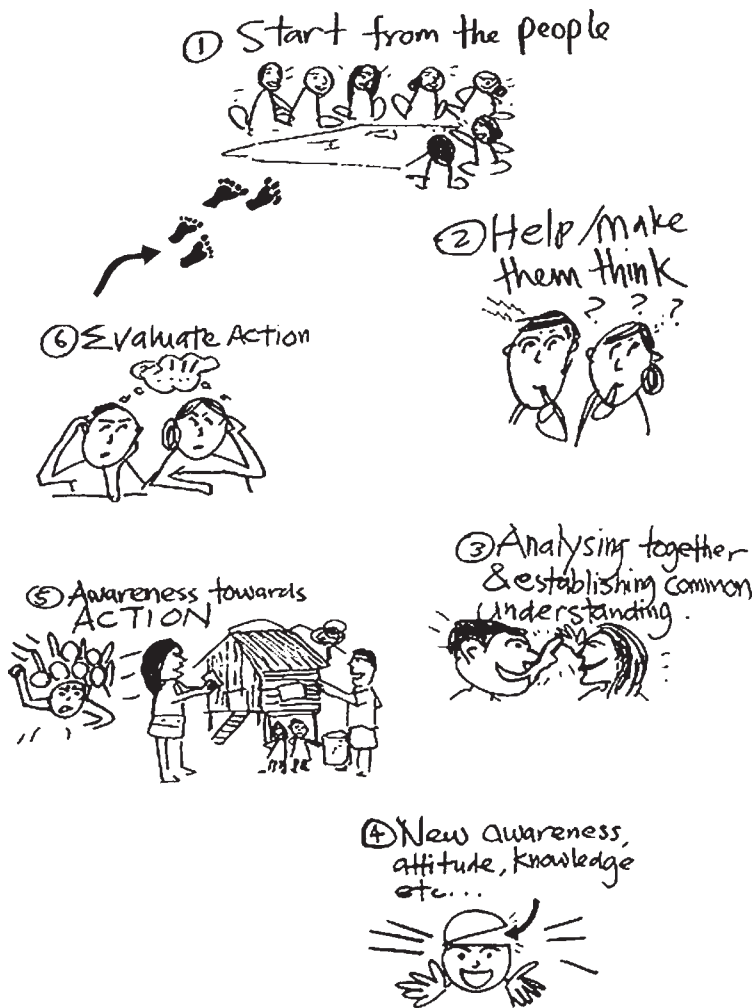 ① Start from the people
② Help/make
them think
? ? ?
③ Analysing together
& establishing common
understanding.
④ New awareness,
attitude, knowledge
etc...
⑤ Awareness towards
ACTION
⑥ Evaluate Action